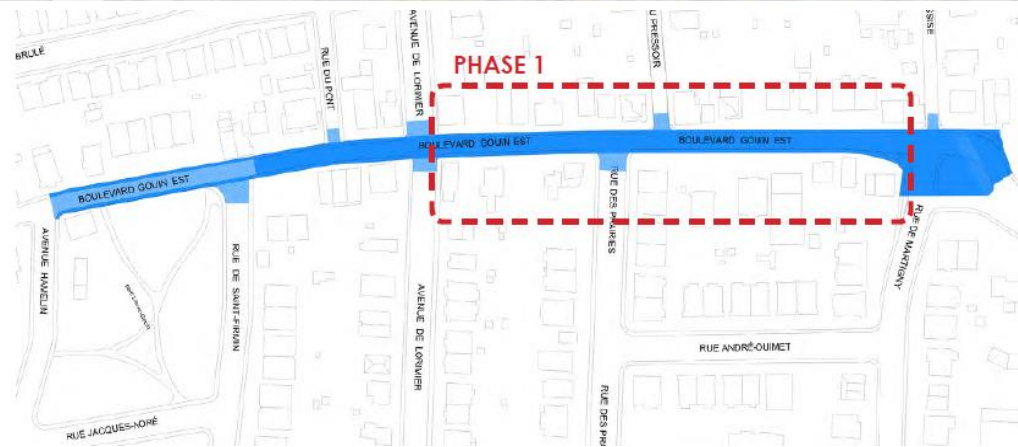 BRULÉ
RUE DU PONT
AVENUE DE LORIMIER
U PRESSOIR
SSISE
PHASE 1
BOULEVARD GOUIN EST
BOULEVARD GOUIN EST
BOULEVARD GOUIN EST
AVENUE HAMELIN
RUE DE SAINT-FIRMIN
AVENUE DE LORIMIER
RUE DES PRAIRIES
RUE DE MARTIGNY
RUE ANDRÉ-OUIMET
RUE JACQUES-NORÉ
RUE DES PRA